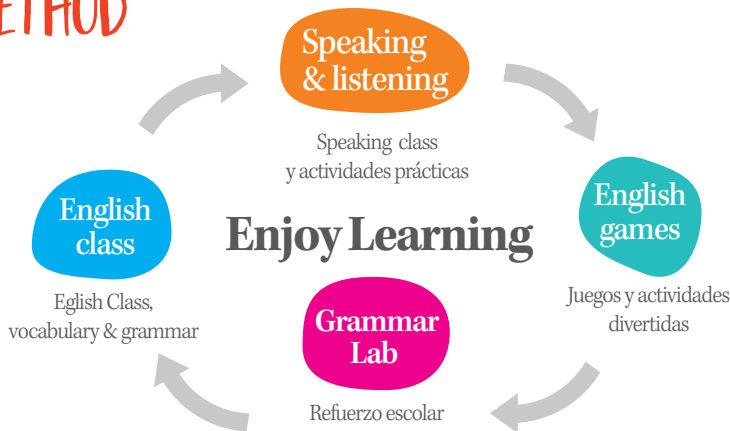 Speaking
& listening
Speaking class
y actividades prácticas
English
class
Eglish Class,
vocabulary & grammar
Enjoy Learning
English
games
Juegos y actividades
divertidas
Grammar
Lab
Refuerzo escolar